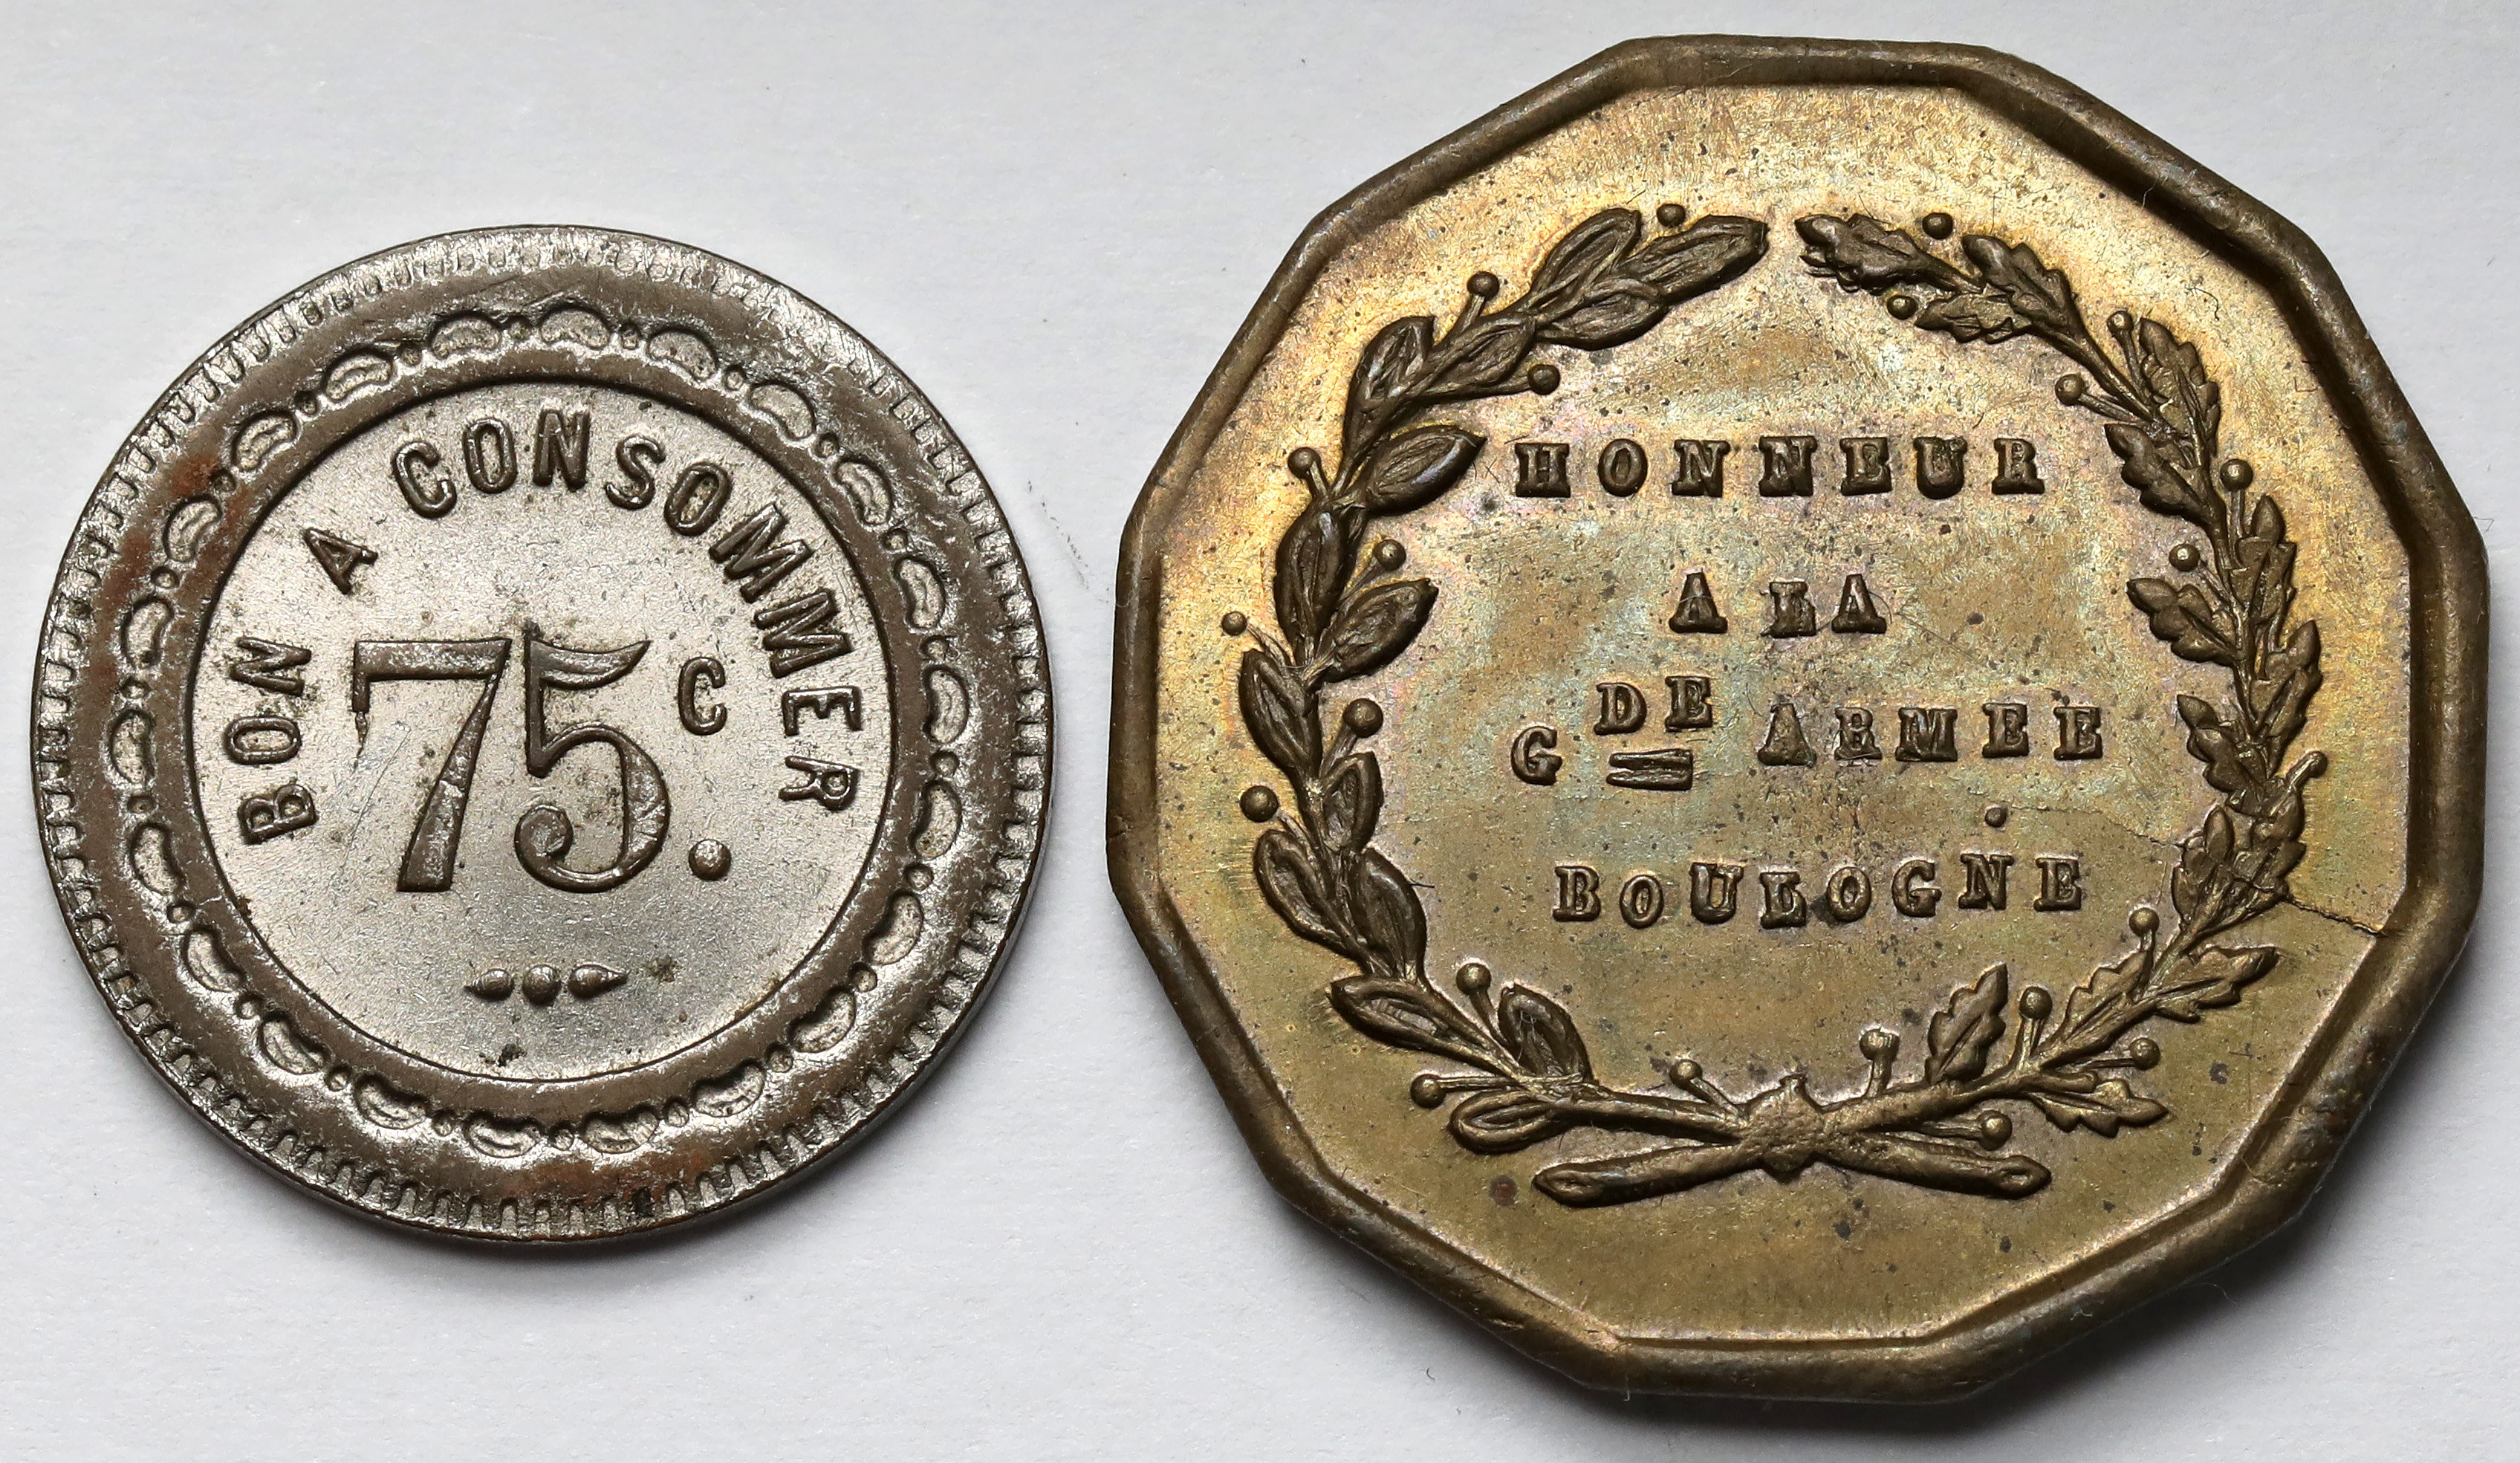 BON A CONSOMMER
75 C.
HONNEUR
A LA
GDE ARMEE
BOULOGNE